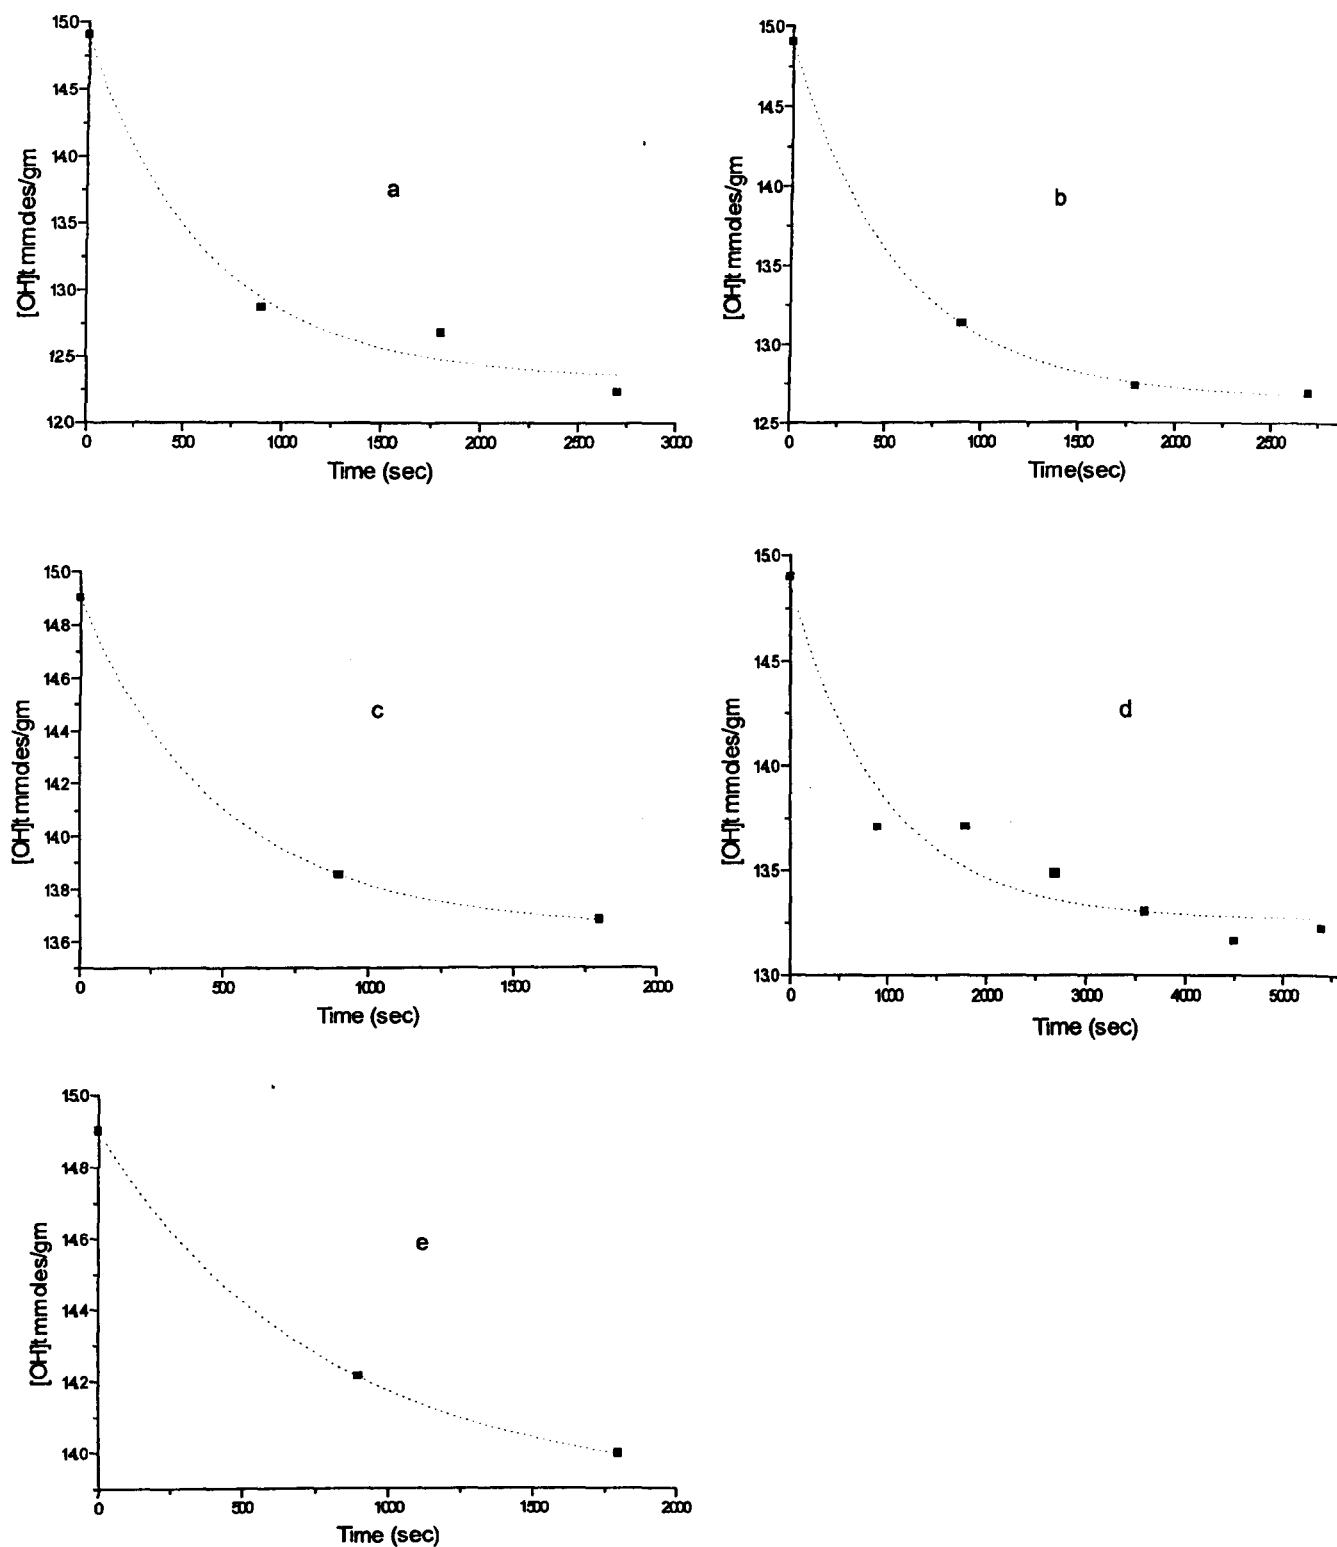 15.0
14.5
14.0
13.5
13.0
12.5
12.0
[OH]t mmoles/gm
a
0 500 1000 1500 2000 2500 3000
Time (sec)
15.0
14.5
14.0
13.5
13.0
12.5
[OH]t mmoles/gm
b
0 500 1000 1500 2000 2500
Time(sec)
15.0
14.8
14.6
14.4
14.2
14.0
13.8
13.6
[OH]t mmoles/gm
c
0 500 1000 1500 2000
Time (sec)
15.0
14.5
14.0
13.5
13.0
[OH]t mmoles/gm
d
0 1000 2000 3000 4000 5000
Time (sec)
15.0
14.8
14.6
14.4
14.2
14.0
[OH]t mmoles/gm
e
0 500 1000 1500 2000
Time (sec)